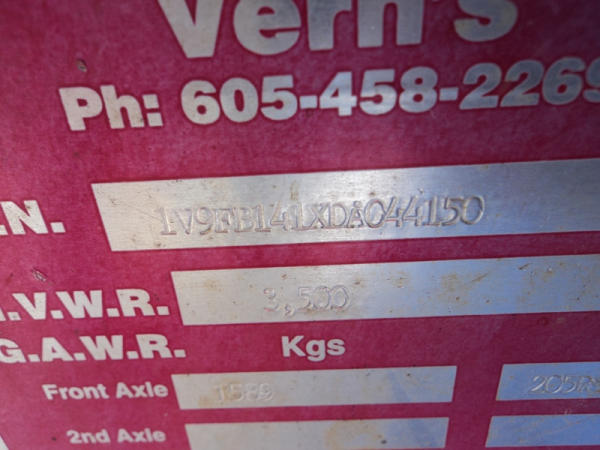 Vern's
Ph: 605-458-2269
I.N. 1V9FB141XDA044150
.V.W.R. 3,500
G.A.W.R. Kgs
Front Axle 1589
2nd Axle